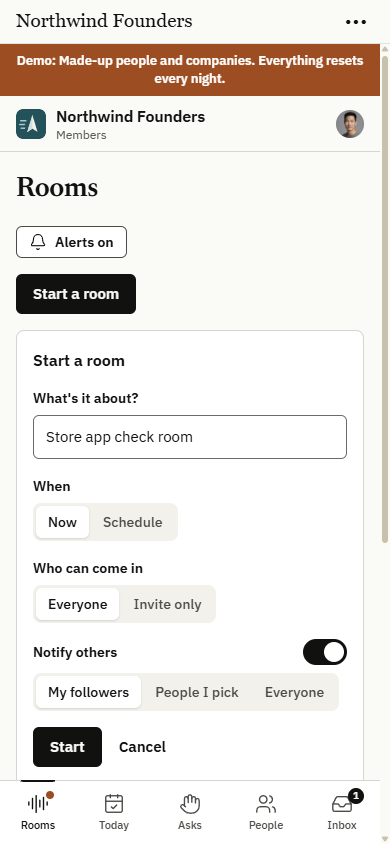 Northwind Founders
Demo: Made-up people and companies. Everything resets
every night.
Northwind Founders
Members
Rooms
Alerts on
Start a room
Start a room
What's it about?
Store app check room
When
Now Schedule
Who can come in
Everyone Invite only
Notify others
My followers People I pick Everyone
Start Cancel
1
Rooms Today Asks People Inbox